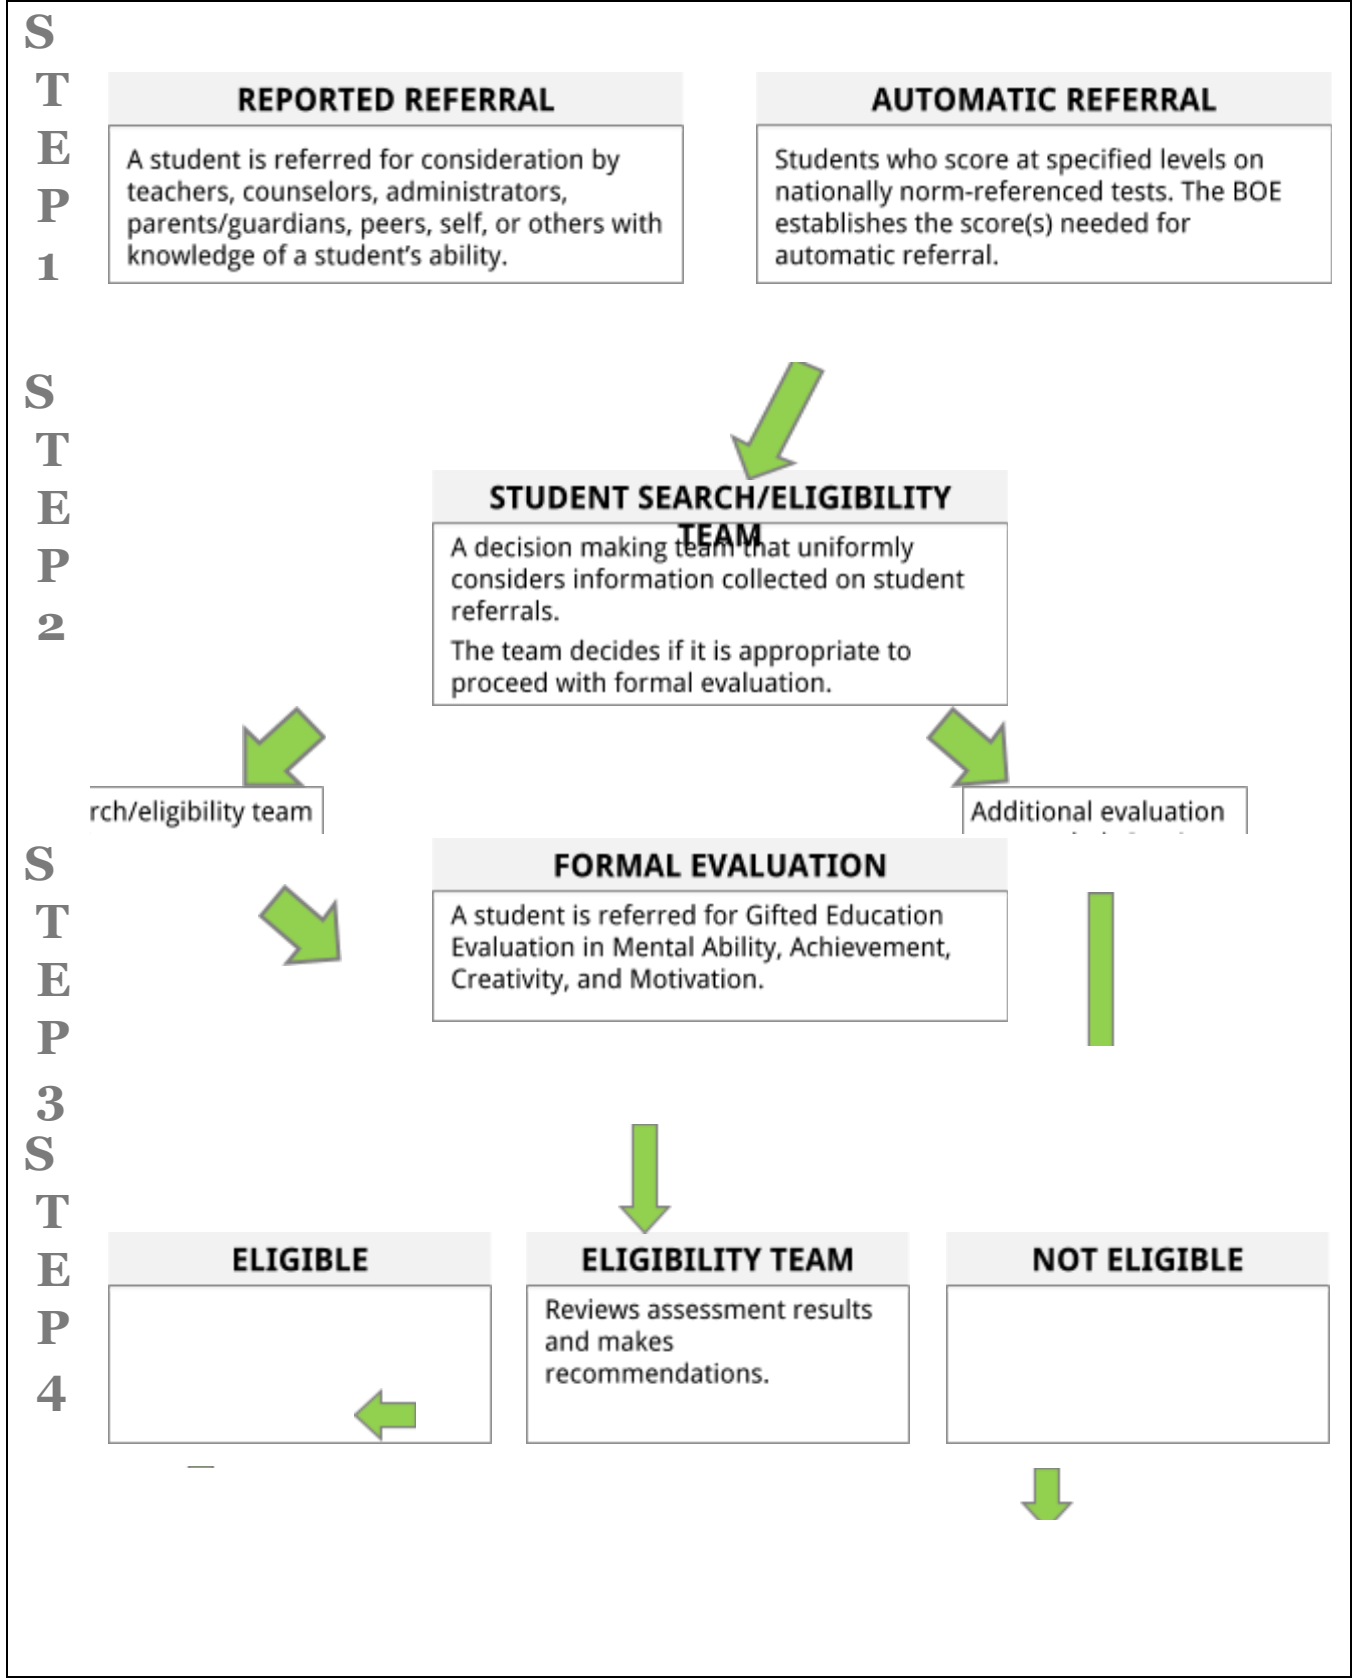 S
T
E
P
1
REPORTED REFERRAL
A student is referred for consideration by
teachers, counselors, administrators,
parents/guardians, peers, self, or others with
knowledge of a student's ability.
AUTOMATIC REFERRAL
Students who score at specified levels on
nationally norm-referenced tests. The BOE
establishes the score(s) needed for
automatic referral.
S
T
E
P
2
STUDENT SEARCH/ELIGIBILITY
TEAM
A decision making team that uniformly
considers information collected on student
referrals.
The team decides if it is appropriate to
proceed with formal evaluation.
rch/eligibility team
Additional evaluation
S
T
E
P
3
FORMAL EVALUATION
A student is referred for Gifted Education
Evaluation in Mental Ability, Achievement,
Creativity, and Motivation.
S
T
E
P
4
ELIGIBLE
ELIGIBILITY TEAM
Reviews assessment results
and makes
recommendations.
NOT ELIGIBLE